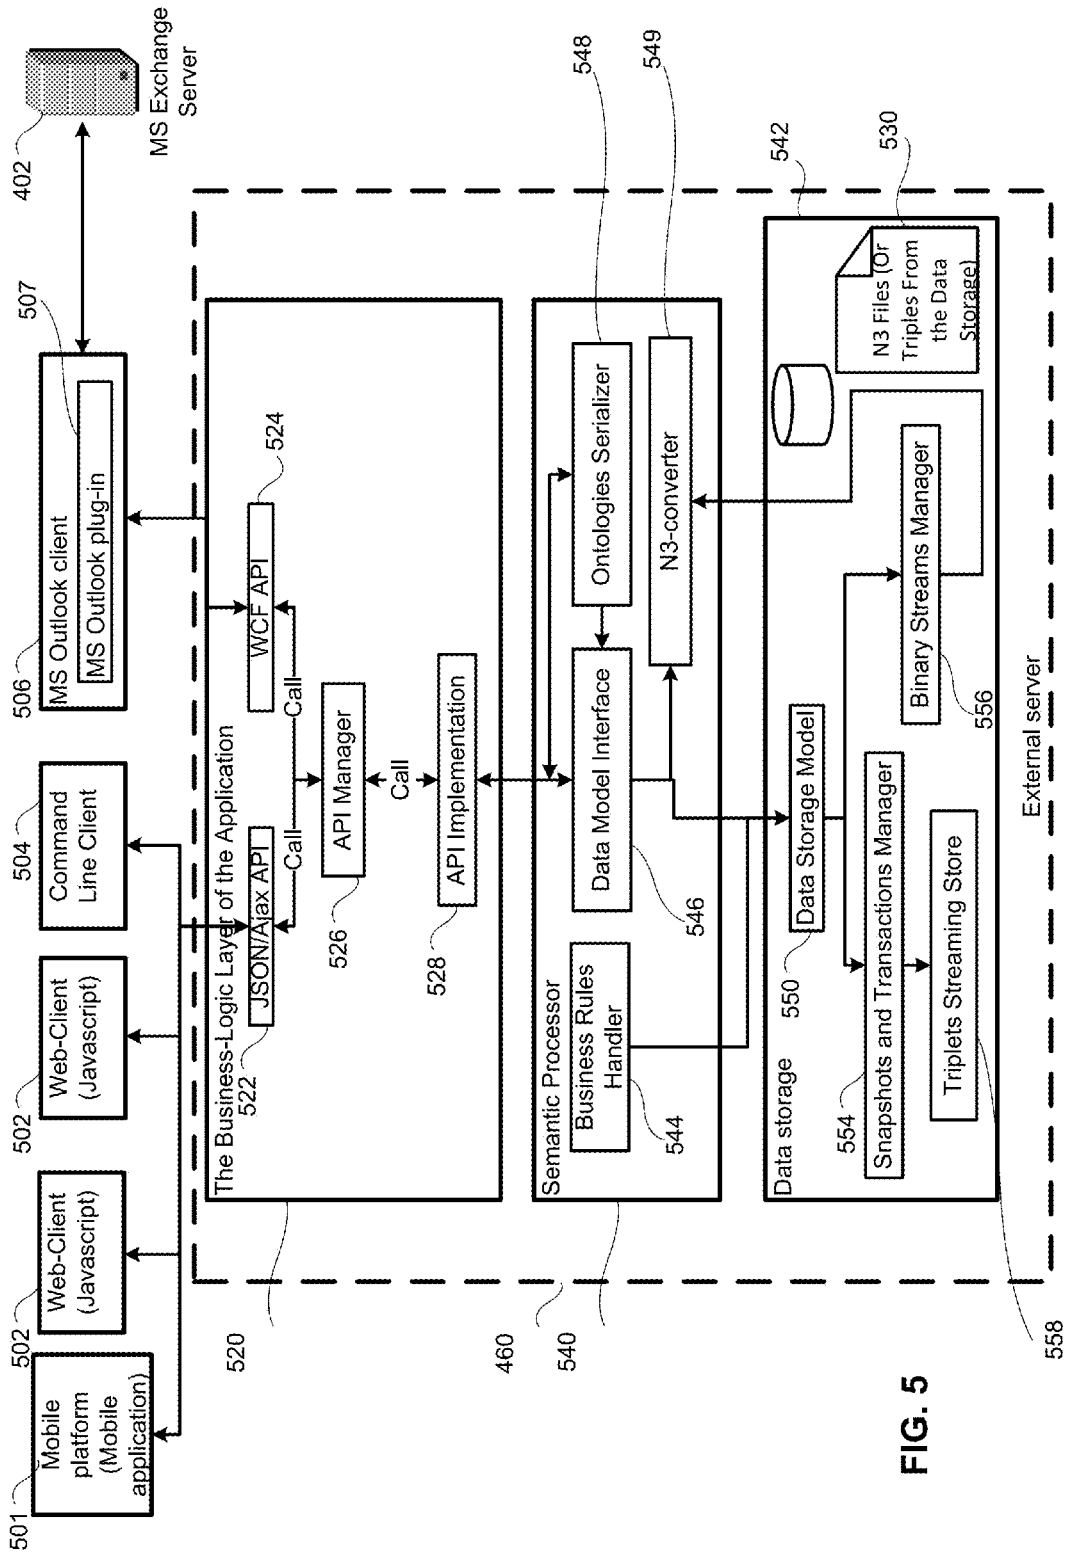 501
Mobile
platform
(Mobile
application)
502
Web-Client
(Javascript)
502
Web-Client
(Javascript)
504
Command
Line Client
506
MS Outlook client
507
MS Outlook plug-in
402
MS Exchange
Server
520
The Business-Logic Layer of the Application
522
JSON/Ajax API
524
WCF API
Call
Call
526
API Manager
Call
528
API Implementation
460
540
Semantic Processor
544
Business Rules
Handler
546
Data Model Interface
548
Ontologies Serializer
549
N3-converter
542
Data storage
550
Data Storage Model
554
Snapshots and Transactions Manager
556
Binary Streams Manager
558
Triplets Streaming Store
530
N3 Files (Or
Triples From
the Data
Storage)
External server
FIG. 5